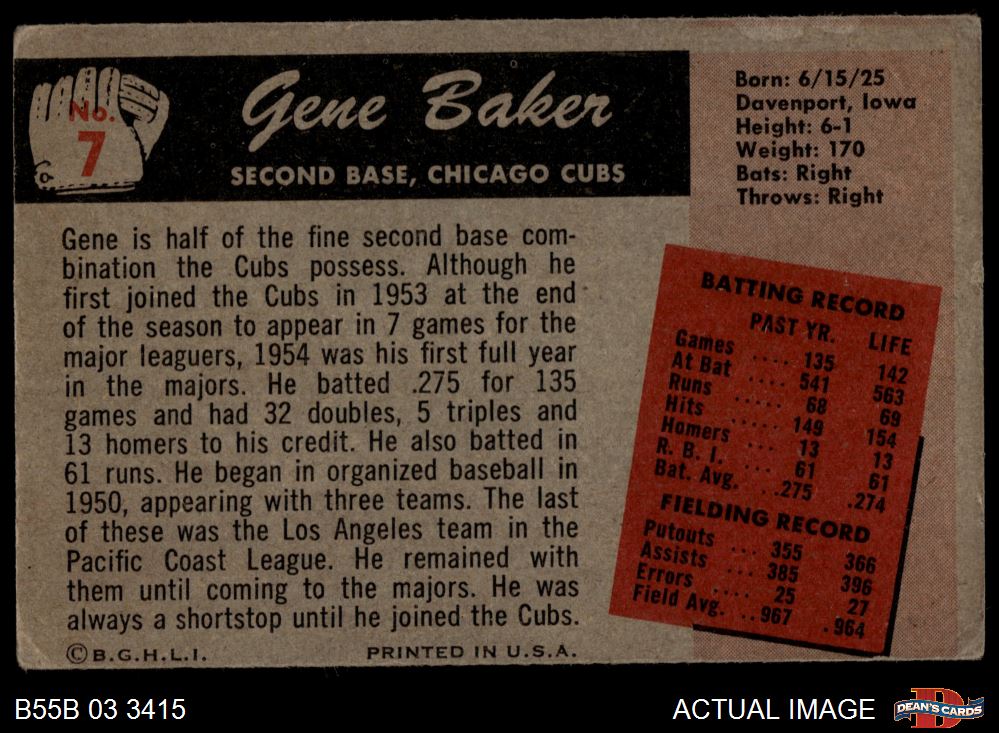 No.
7
Gene Baker
SECOND BASE, CHICAGO CUBS
Born: 6/15/25
Davenport, Iowa
Height: 6-1
Weight: 170
Bats: Right
Throws: Right
Gene is half of the fine second base com-
bination the Cubs possess. Although he
first joined the Cubs in 1953 at the end
of the season to appear in 7 games for the
major leaguers, 1954 was his first full year
in the majors. He batted .275 for 135
games and had 32 doubles, 5 triples and
13 homers to his credit. He also batted in
61 runs. He began in organized baseball in
1950, appearing with three teams. The last
of these was the Los Angeles team in the
Pacific Coast League. He remained with
them until coming to the majors. He was
always a shortstop until he joined the Cubs.
BATTING RECORD
PAST YR. LIFE
Games .... 135 142
At Bat .... 541 563
Runs ..... 68 69
Hits ..... 149 154
Homers ... 13 13
R. B. I. ... 61 61
Bat. Avg. ..275 .274
FIELDING RECORD
Putouts ... 355 366
Assists ... 385 396
Errors .... 25 27
Field Avg. ..967 .964
©B.G.H.L.I. PRINTED IN U.S.A.
B55B 03 3415
ACTUAL IMAGE
DEAN'S CARDS